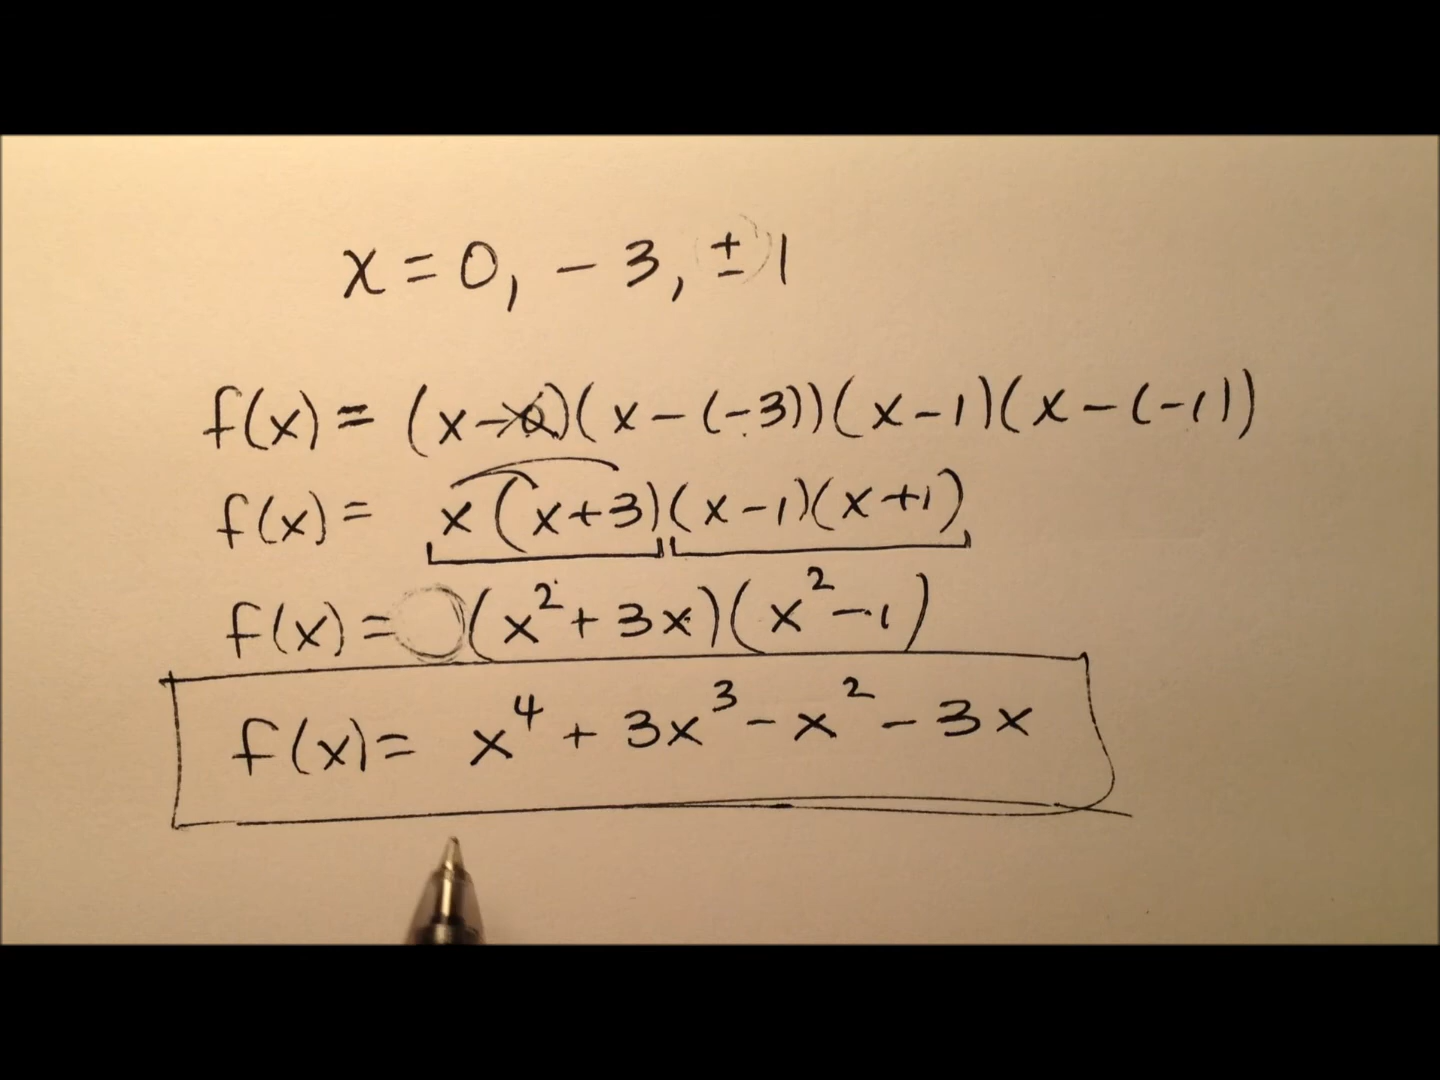 x = 0, - 3, ± 1
f(x) = (x - 0)(x - (-3))(x - 1)(x - (-1))
f(x) = x(x+3)(x-1)(x+1)
f(x) = (x² + 3x)(x² - 1)
f(x) = x⁴ + 3x³ - x² - 3x